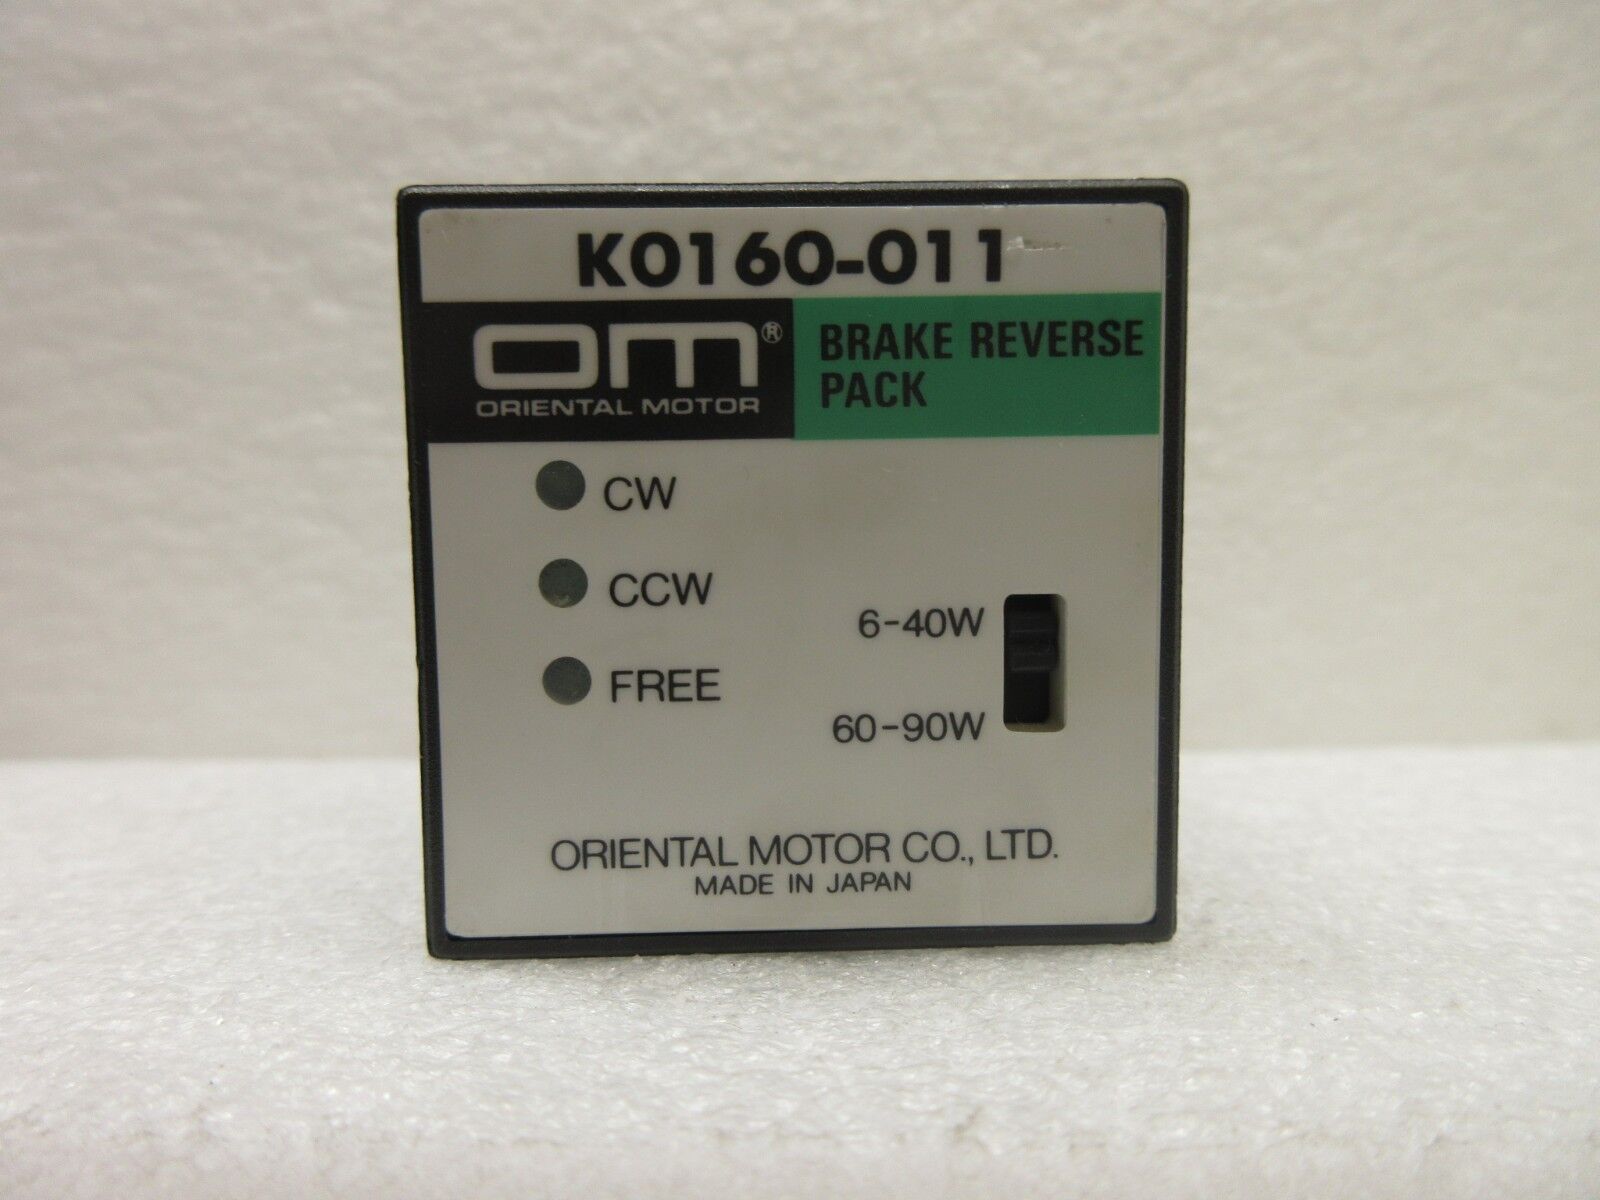 K0160-011
OM®
ORIENTAL MOTOR
BRAKE REVERSE
PACK
CW
CCW
FREE
6-40W
60-90W
ORIENTAL MOTOR CO., LTD.
MADE IN JAPAN